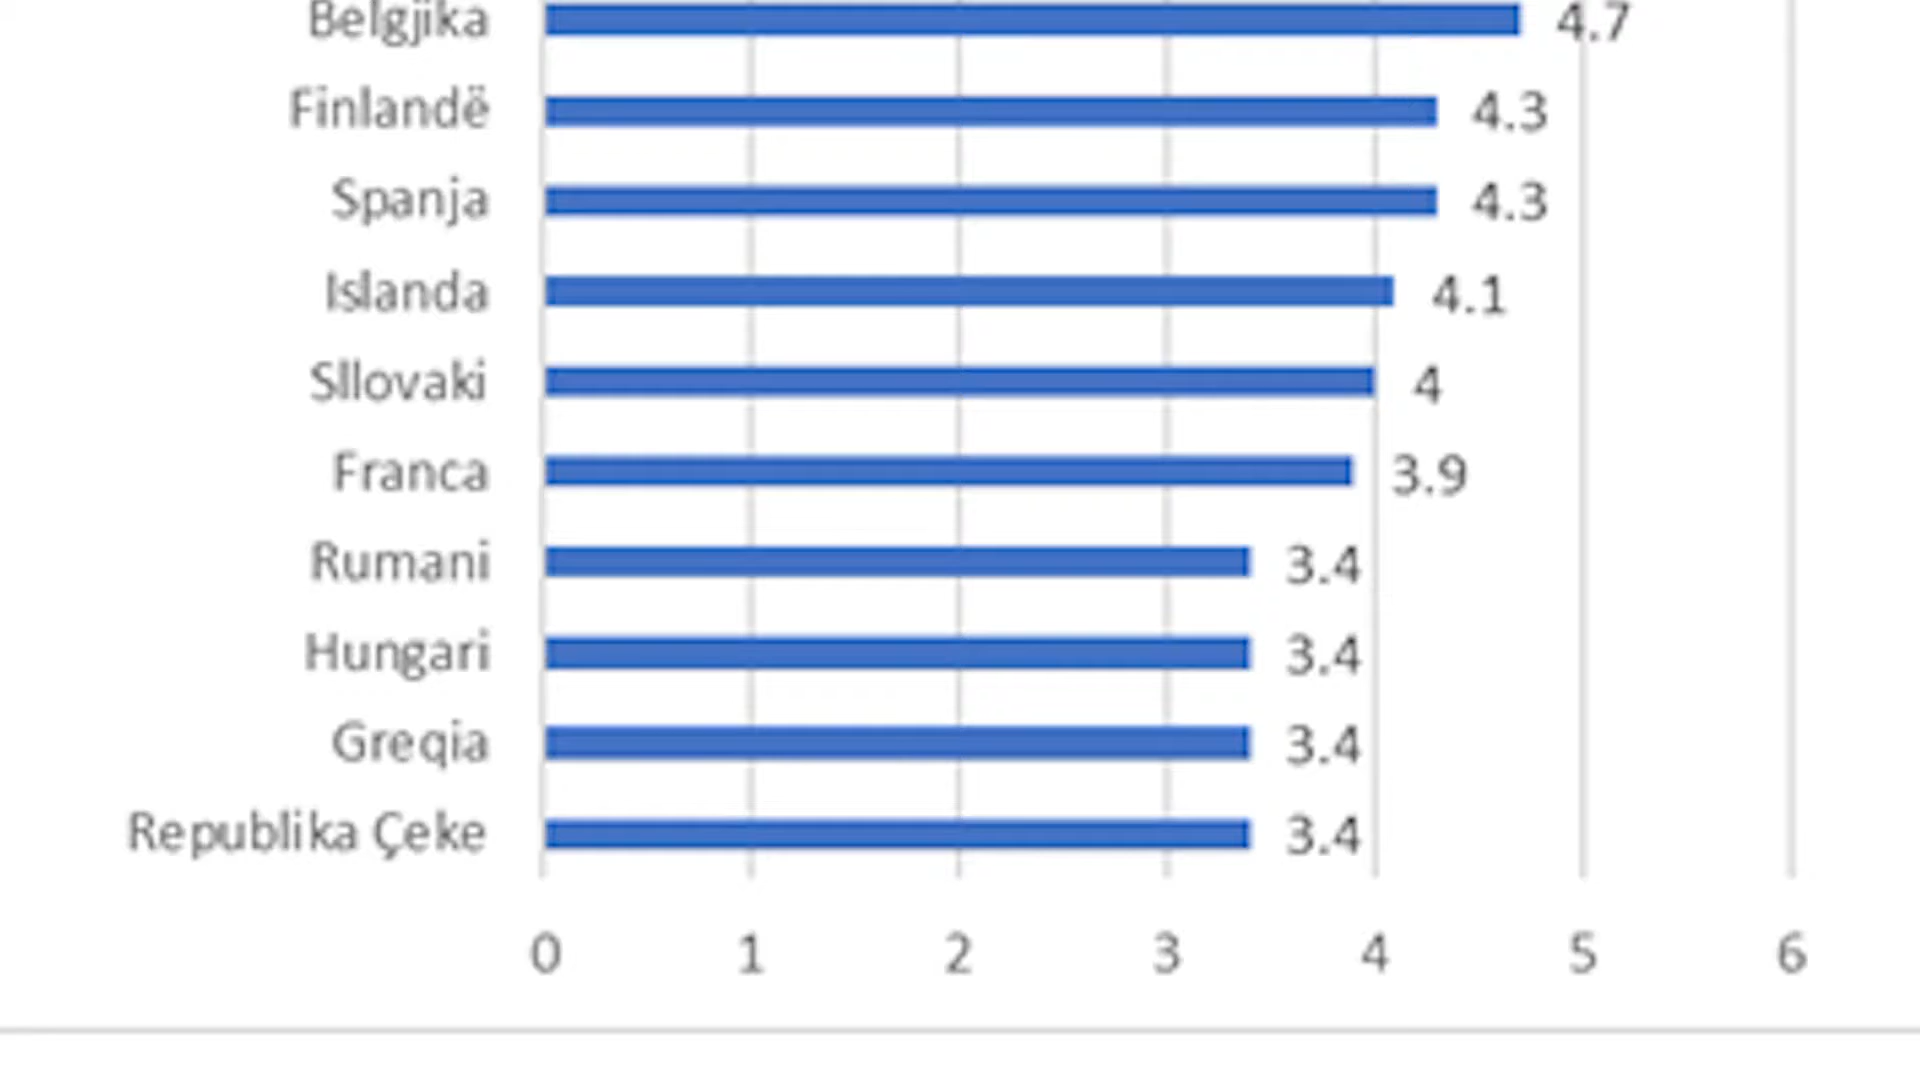 Belgjika 4.7
Finlandë 4.3
Spanja 4.3
Islanda 4.1
Sllovaki 4
Franca 3.9
Rumani 3.4
Hungari 3.4
Greqia 3.4
Republika Çeke 3.4
0 1 2 3 4 5 6